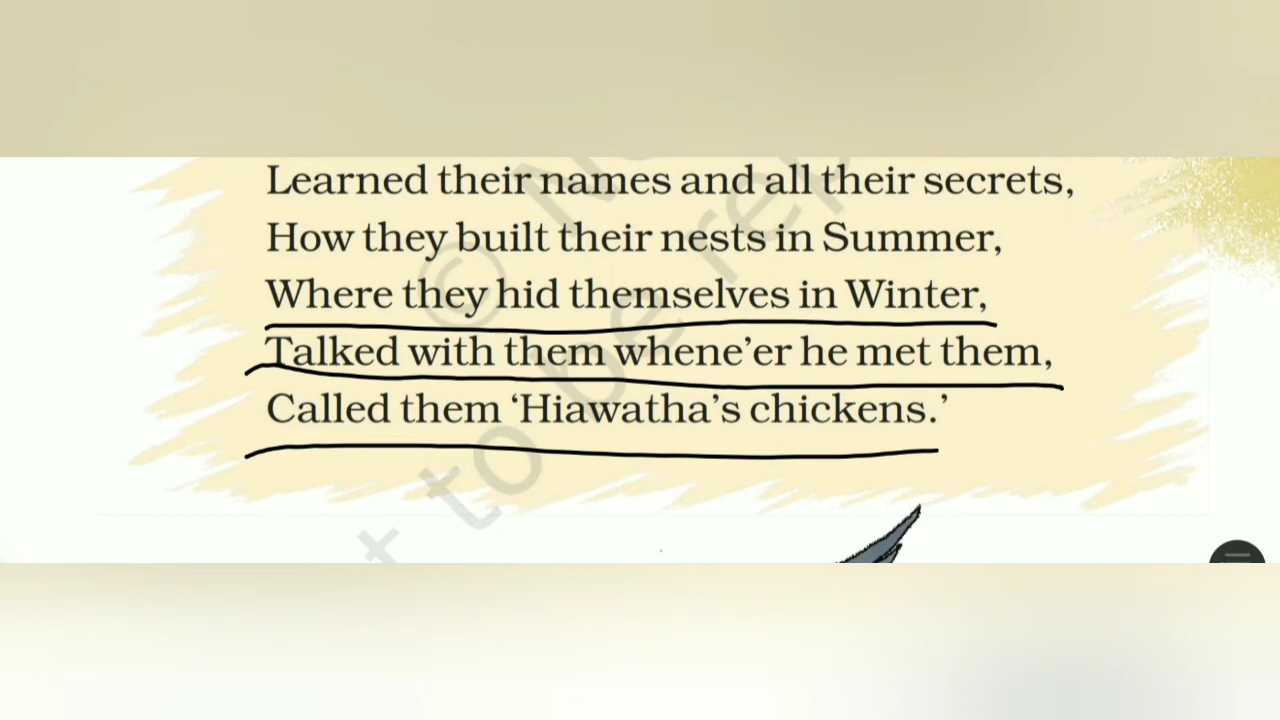 Learned their names and all their secrets,
How they built their nests in Summer,
Where they hid themselves in Winter,
Talked with them whene’er he met them,
Called them ‘Hiawatha’s chickens.’